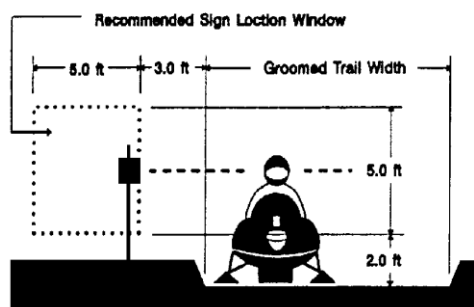 Recommended Sign Loction Window
5.0 ft
3.0 ft
Groomed Trail Width
5.0 ft
2.0 ft